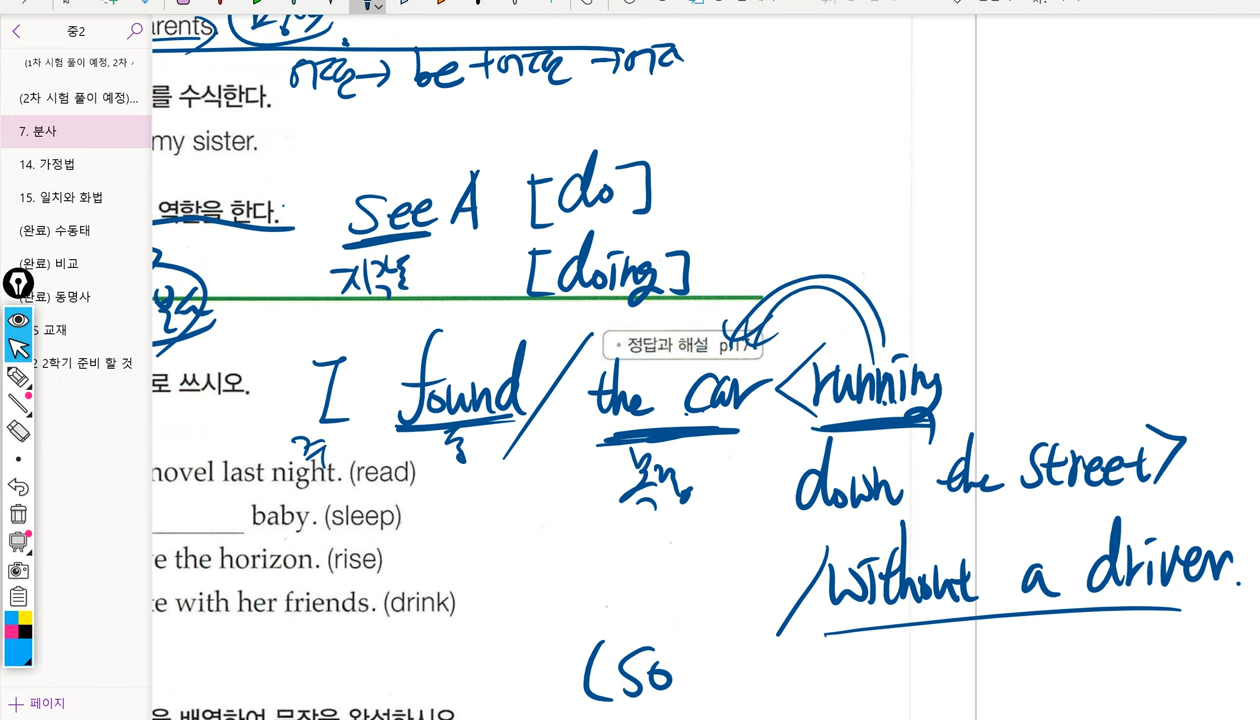 중2
(1차 시험 풀이 예정, 2차
(2차 시험 풀이 예정)...
7. 분사
14. 가정법
15. 일치와 화법
(완료) 수동태
(완료) 비교
완료) 동명사
S 교재
2 2학기 준비 할 것
페이지
arents.
be +
를 수식한다.
my sister.
역할을 한다.
see A [do]
[doing]
지각
정답과 해설 p.17
로 쓰시오.
I found / the car <running
down the street>
/without a driver.
novel last night. (read)
baby. (sleep)
e the horizon. (rise)
e with her friends. (drink)
(so
을 배열하여 문장을 완성하시오